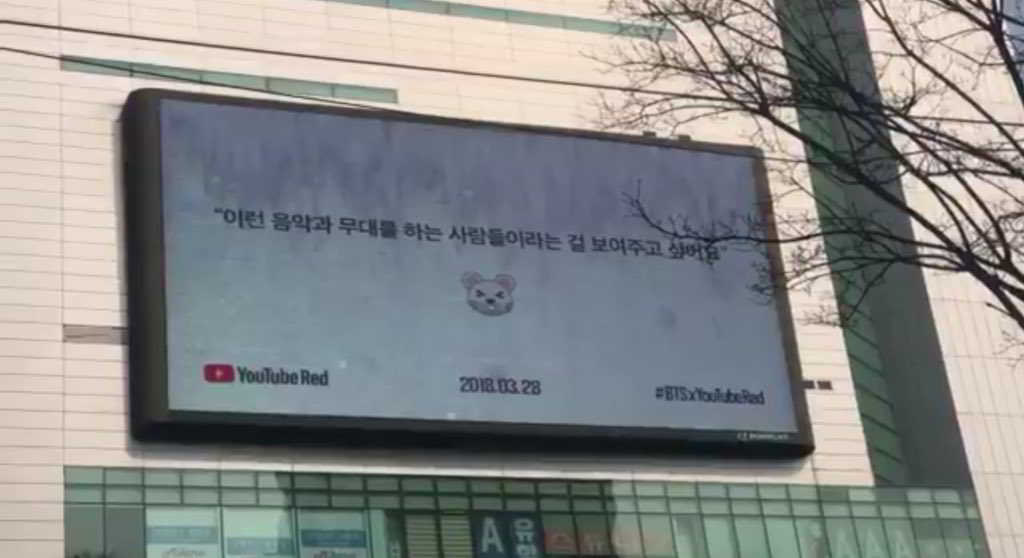 “이런 음악과 무대를 하는 사람들이라는 걸 보여주고 싶어요”
YouTube Red
2018.03.28
#BTSxYouTubeRed
A